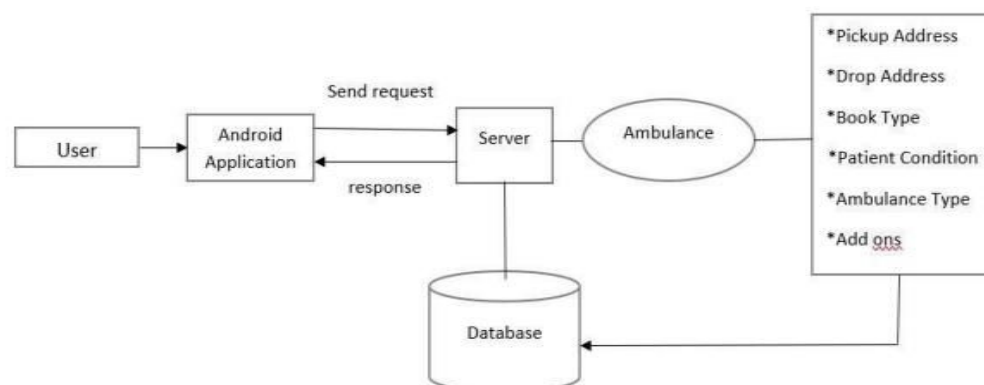 User
Android
Application
Send request
response
Server
Ambulance
*Pickup Address
*Drop Address
*Book Type
*Patient Condition
*Ambulance Type
*Add ons
Database